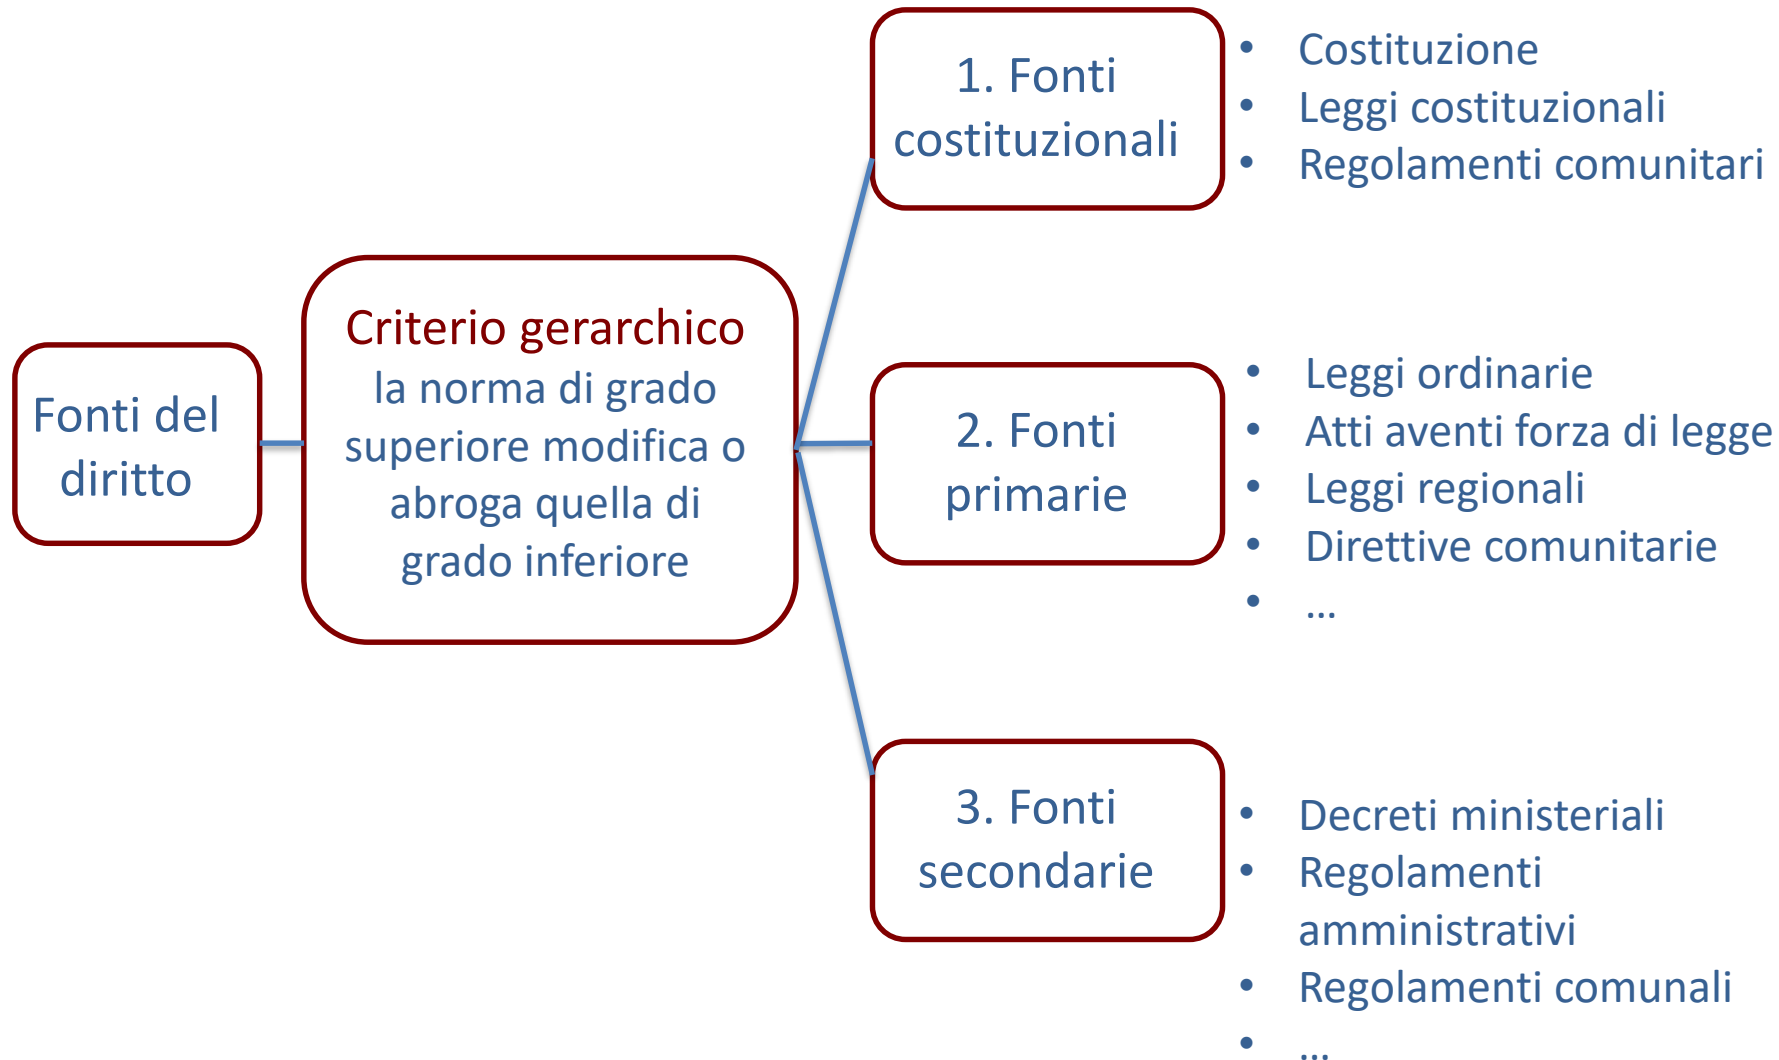 Fonti del
diritto
Criterio gerarchico
la norma di grado
superiore modifica o
abroga quella di
grado inferiore
1. Fonti
costituzionali
• Costituzione
• Leggi costituzionali
• Regolamenti comunitari
2. Fonti
primarie
• Leggi ordinarie
• Atti aventi forza di legge
• Leggi regionali
• Direttive comunitarie
• …
3. Fonti
secondarie
• Decreti ministeriali
• Regolamenti
amministrativi
• Regolamenti comunali
• …